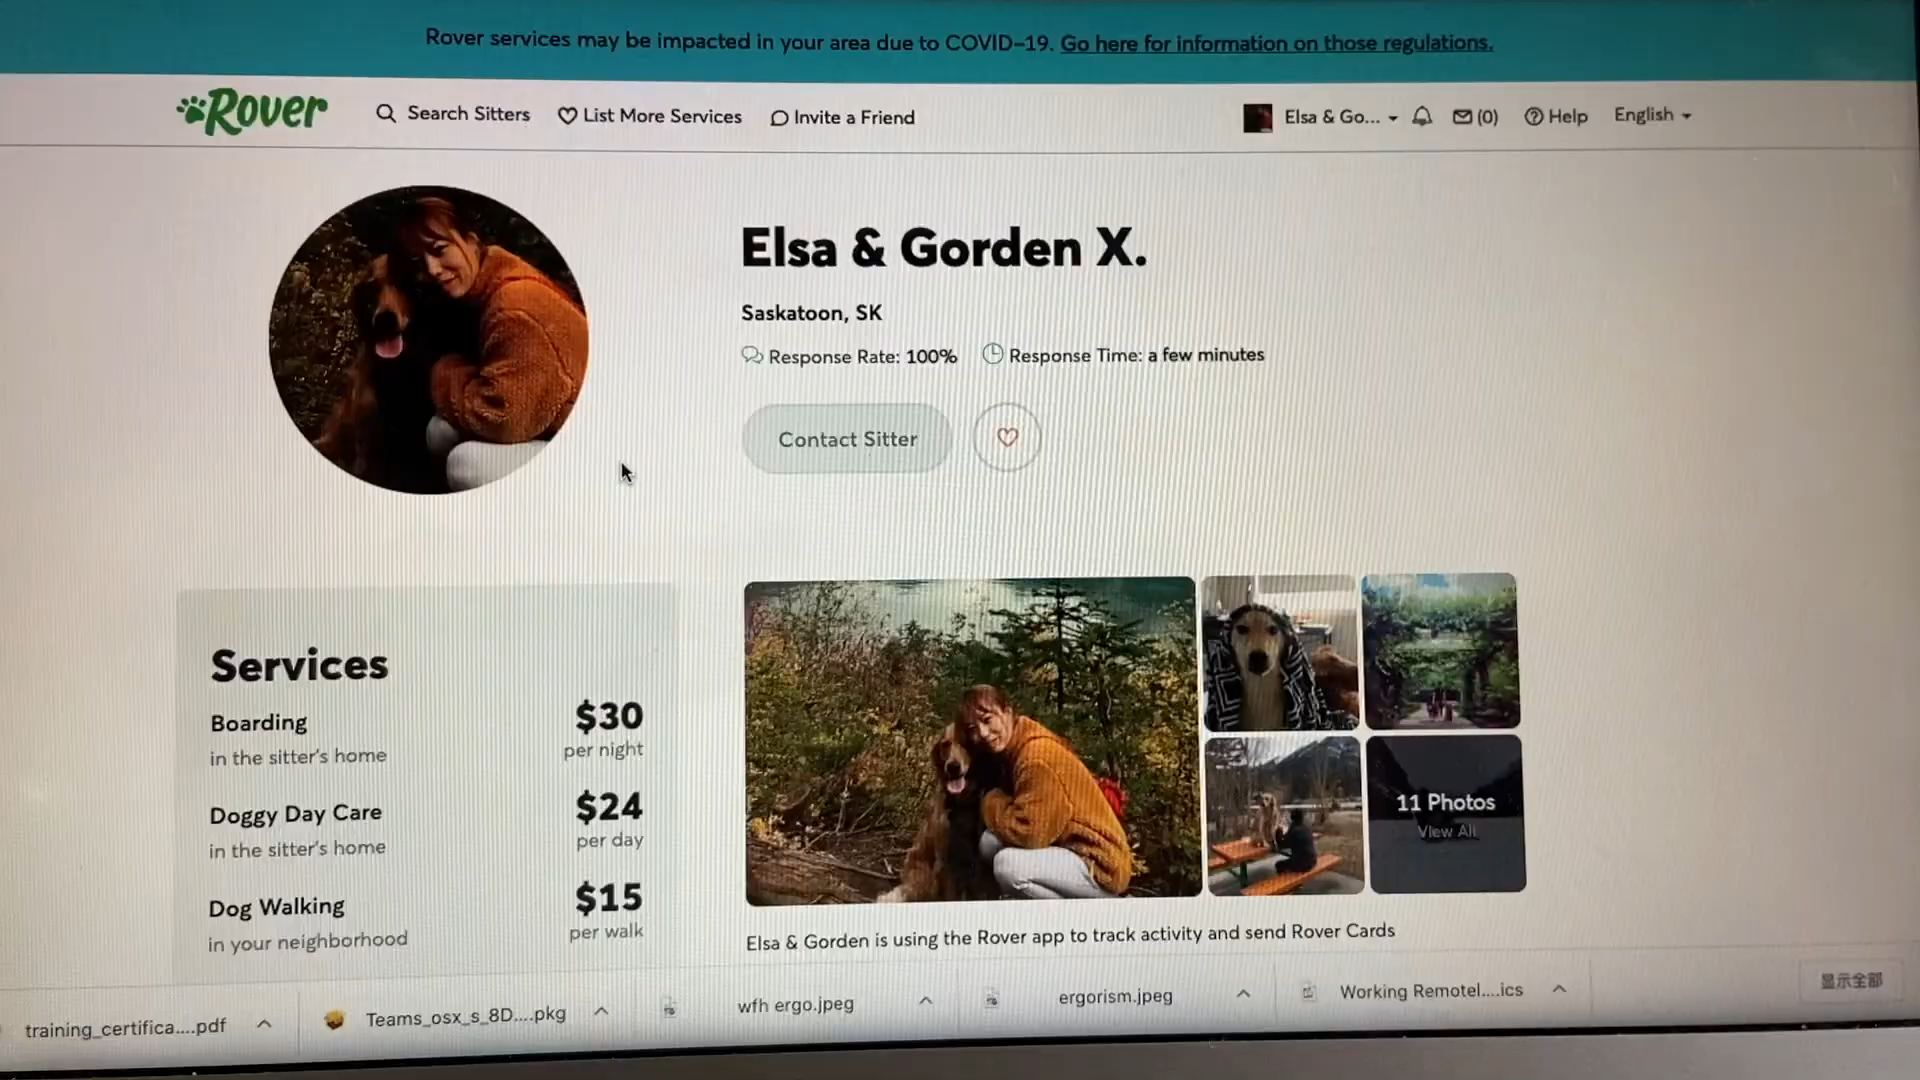 Rover services may be impacted in your area due to COVID-19. Go here for information on those regulations.
Rover Search Sitters List More Services Invite a Friend Elsa & Go... (0) Help English
Elsa & Gorden X.
Saskatoon, SK
Response Rate: 100% Response Time: a few minutes
Contact Sitter
Services
Boarding $30
in the sitter's home per night
Doggy Day Care $24
in the sitter's home per day
Dog Walking $15
in your neighborhood per walk
11 Photos
View All
Elsa & Gorden is using the Rover app to track activity and send Rover Cards
training_certifica....pdf Teams_osx_s_8D....pkg wfh ergo.jpeg ergorism.jpeg Working Remotel....ics 显示全部